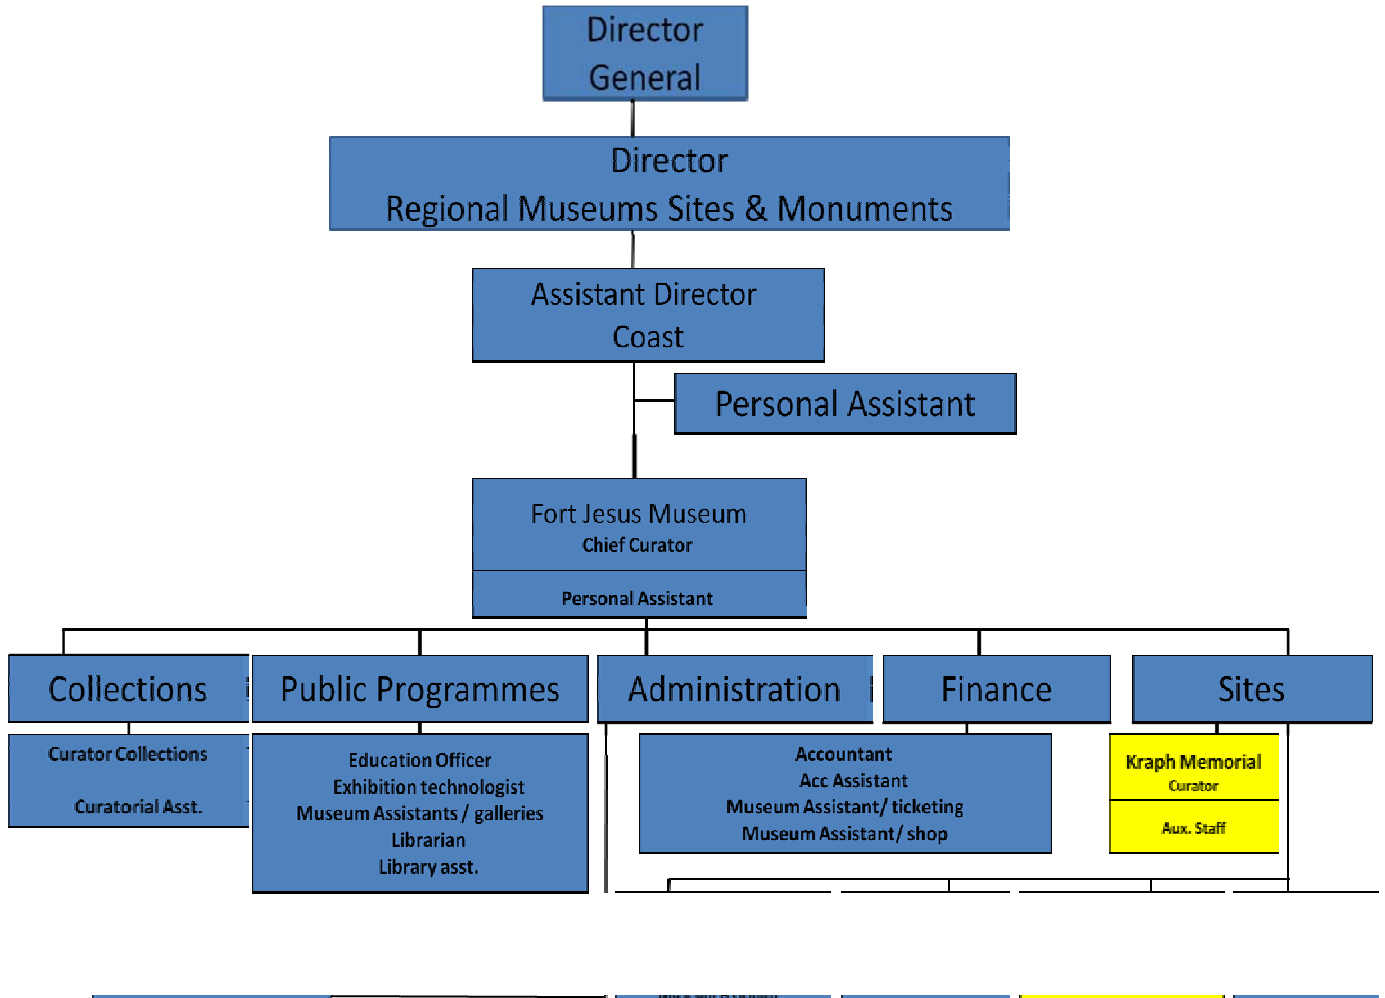 Director
General
Director
Regional Museums Sites & Monuments
Assistant Director
Coast
Personal Assistant
Fort Jesus Museum
Chief Curator
Personal Assistant
Collections
Public Programmes
Administration
Finance
Sites
Curator Collections
Curatorial Asst.
Education Officer
Exhibition technologist
Museum Assistants / galleries
Librarian
Library asst.
Accountant
Acc Assistant
Museum Assistant/ ticketing
Museum Assistant/ shop
Kraph Memorial
Curator
Aux. Staff